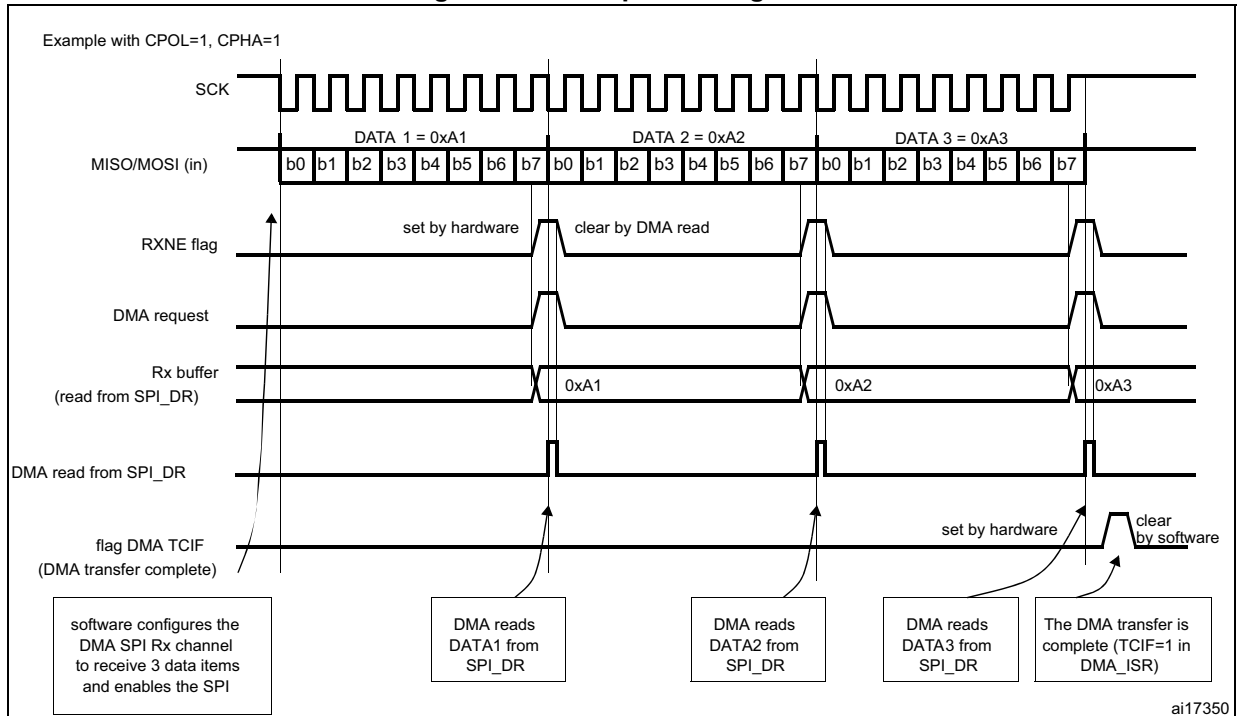 Example with CPOL=1, CPHA=1
SCK
DATA 1 = 0xA1
DATA 2 = 0xA2
DATA 3 = 0xA3
MISO/MOSI (in)
b0 b1 b2 b3 b4 b5 b6 b7 b0 b1 b2 b3 b4 b5 b6 b7 b0 b1 b2 b3 b4 b5 b6 b7
set by hardware
clear by DMA read
RXNE flag
DMA request
Rx buffer
(read from SPI_DR)
0xA1
0xA2
0xA3
DMA read from SPI_DR
set by hardware
clear
by software
flag DMA TCIF
(DMA transfer complete)
software configures the
DMA SPI Rx channel
to receive 3 data items
and enables the SPI
DMA reads
DATA1 from
SPI_DR
DMA reads
DATA2 from
SPI_DR
DMA reads
DATA3 from
SPI_DR
The DMA transfer is
complete (TCIF=1 in
DMA_ISR)
ai17350